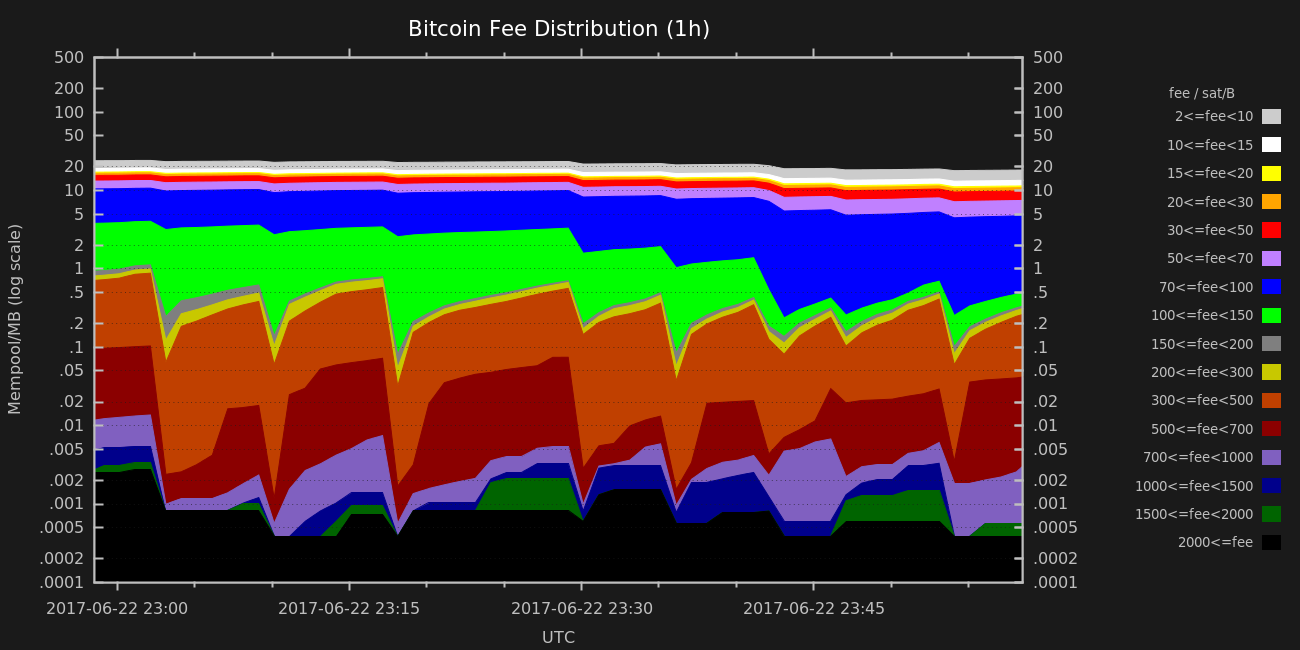 Bitcoin Fee Distribution (1h)
500
200
100
50
20
10
5
2
1
.5
.2
.1
.05
.02
.01
.005
.002
.001
.0005
.0002
.0001
Mempool/MB (log scale)
500
200
100
50
20
10
5
2
1
.5
.2
.1
.05
.02
.01
.005
.002
.001
.0005
.0002
.0001
fee / sat/B
2<=fee<10
10<=fee<15
15<=fee<20
20<=fee<30
30<=fee<50
50<=fee<70
70<=fee<100
100<=fee<150
150<=fee<200
200<=fee<300
300<=fee<500
500<=fee<700
700<=fee<1000
1000<=fee<1500
1500<=fee<2000
2000<=fee
2017-06-22 23:00 2017-06-22 23:15 2017-06-22 23:30 2017-06-22 23:45
UTC